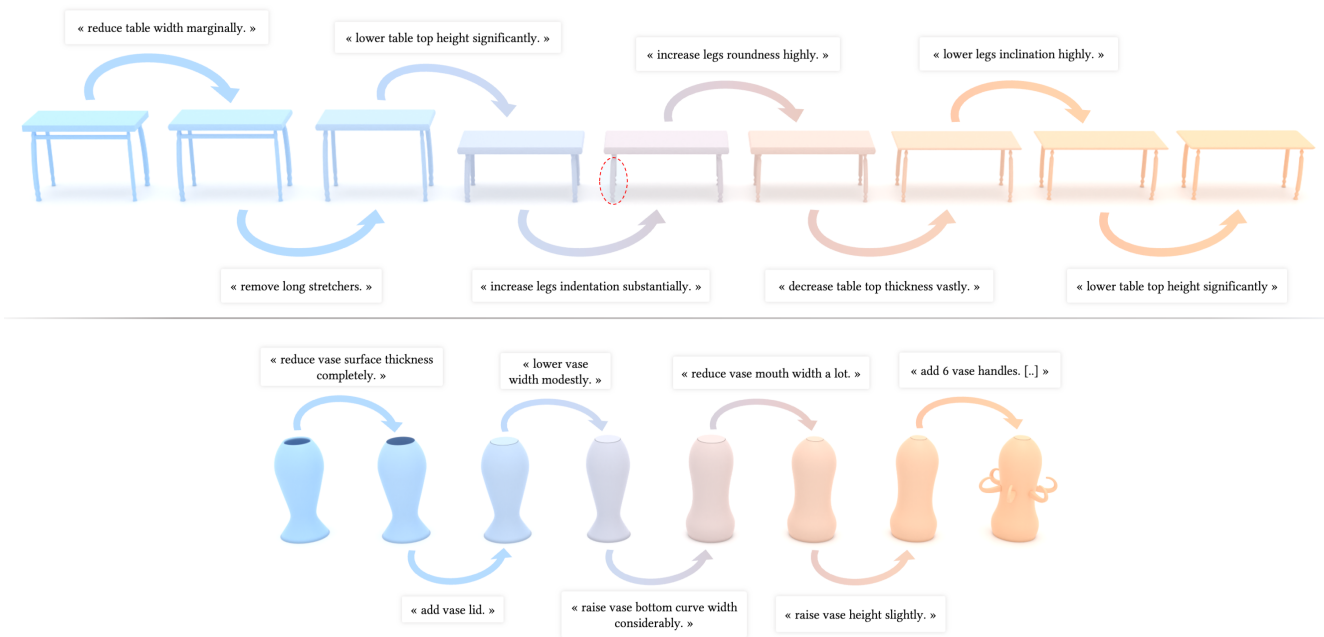 « reduce table width marginally. »
« lower table top height significantly. »
« increase legs roundness highly. »
« lower legs inclination highly. »
« remove long stretchers. »
« increase legs indentation substantially. »
« decrease table top thickness vastly. »
« lower table top height significantly »
« reduce vase surface thickness
completely. »
« lower vase
width modestly. »
« reduce vase mouth width a lot. »
« add 6 vase handles. [..] »
« add vase lid. »
« raise vase bottom curve width
considerably. »
« raise vase height slightly. »